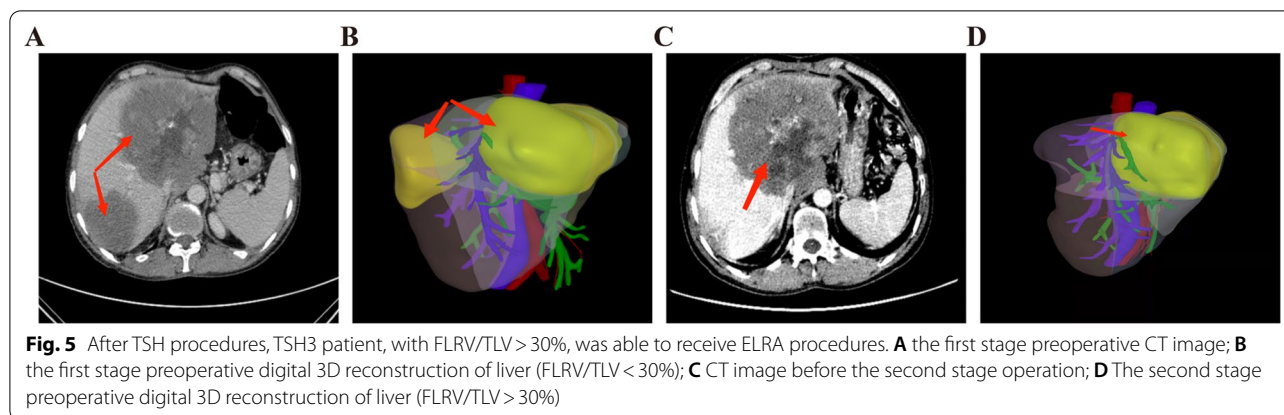 A B C D
Fig. 5 After TSH procedures, TSH3 patient, with FLRV/TLV > 30%, was able to receive ELRA procedures. A the first stage preoperative CT image; B
the first stage preoperative digital 3D reconstruction of liver (FLRV/TLV < 30%); C CT image before the second stage operation; D The second stage
preoperative digital 3D reconstruction of liver (FLRV/TLV > 30%)